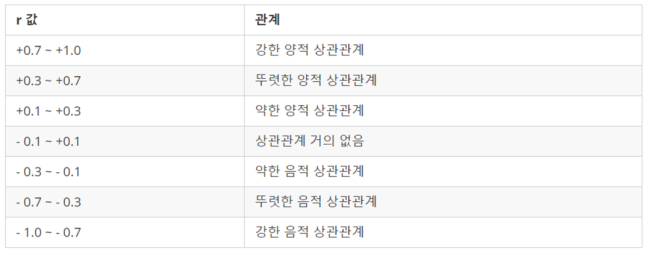 r 값 관계
+0.7 ~ +1.0 강한 양적 상관관계
+0.3 ~ +0.7 뚜렷한 양적 상관관계
+0.1 ~ +0.3 약한 양적 상관관계
- 0.1 ~ +0.1 상관관계 거의 없음
- 0.3 ~ - 0.1 약한 음적 상관관계
- 0.7 ~ - 0.3 뚜렷한 음적 상관관계
- 1.0 ~ - 0.7 강한 음적 상관관계